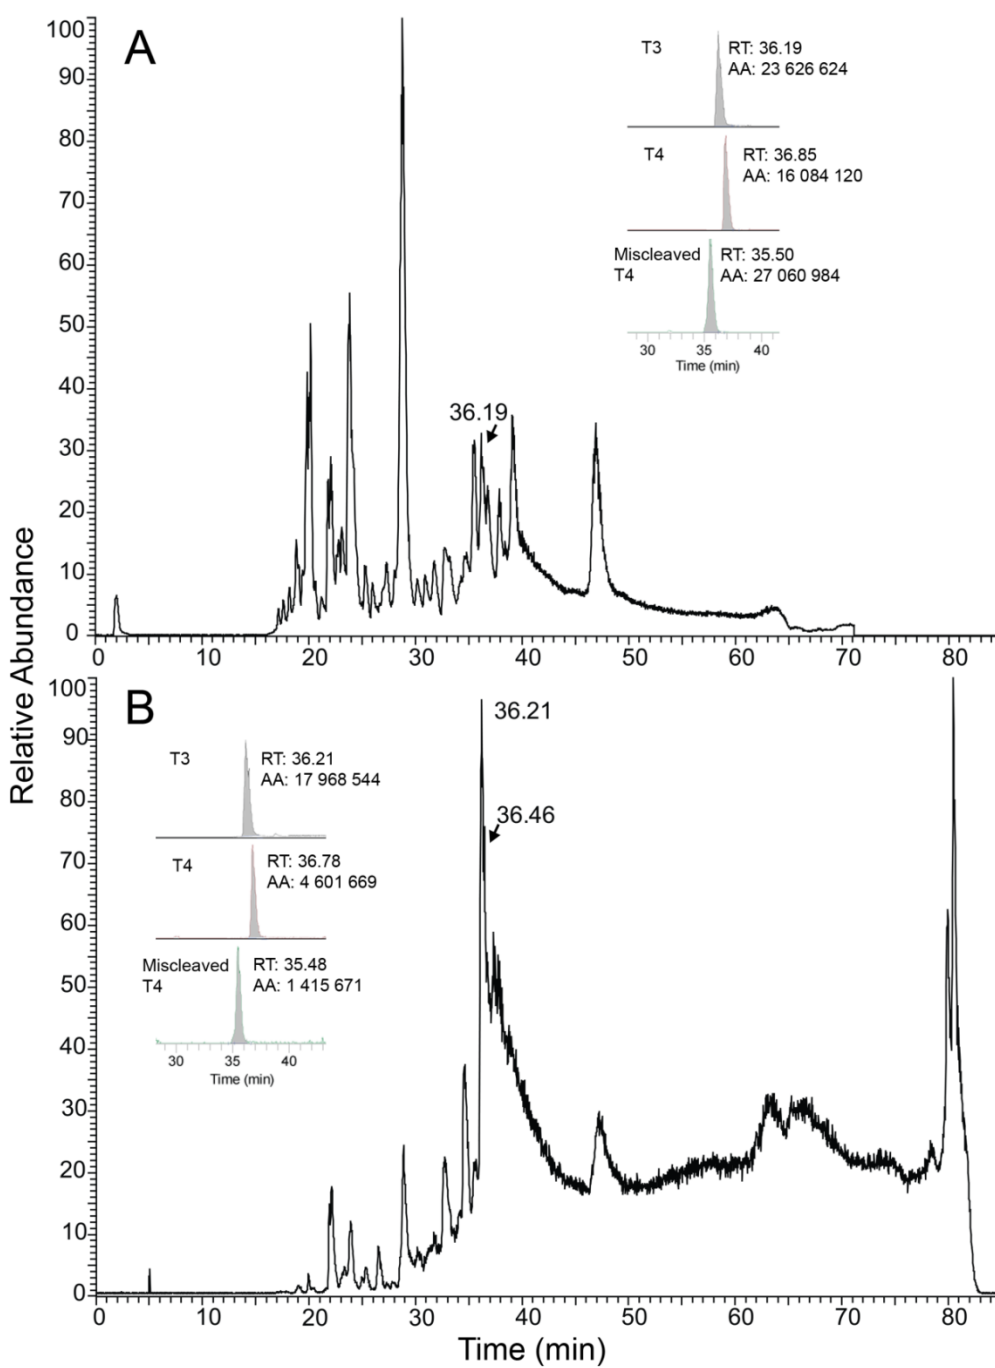 A
T3
RT: 36.19
AA: 23 626 624
T4
RT: 36.85
AA: 16 084 120
Miscleaved
T4
RT: 35.50
AA: 27 060 984
30 35 40
Time (min)
36.19
100
90
80
70
60
50
40
30
20
10
0
0 10 20 30 40 50 60 70 80
Relative Abundance
B
T3
RT: 36.21
AA: 17 968 544
T4
RT: 36.78
AA: 4 601 669
Miscleaved
T4
RT: 35.48
AA: 1 415 671
30 35 40
Time (min)
36.21
36.46
100
90
80
70
60
50
40
30
20
10
0
0 10 20 30 40 50 60 70 80
Time (min)